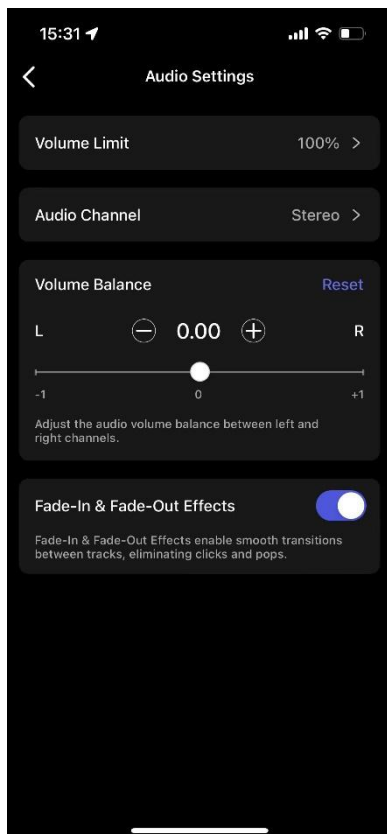 15:31
Audio Settings
Volume Limit 100% >
Audio Channel Stereo >
Volume Balance Reset
L 0.00 R
-1 0 +1
Adjust the audio volume balance between left and
right channels.
Fade-In & Fade-Out Effects
Fade-In & Fade-Out Effects enable smooth transitions
between tracks, eliminating clicks and pops.